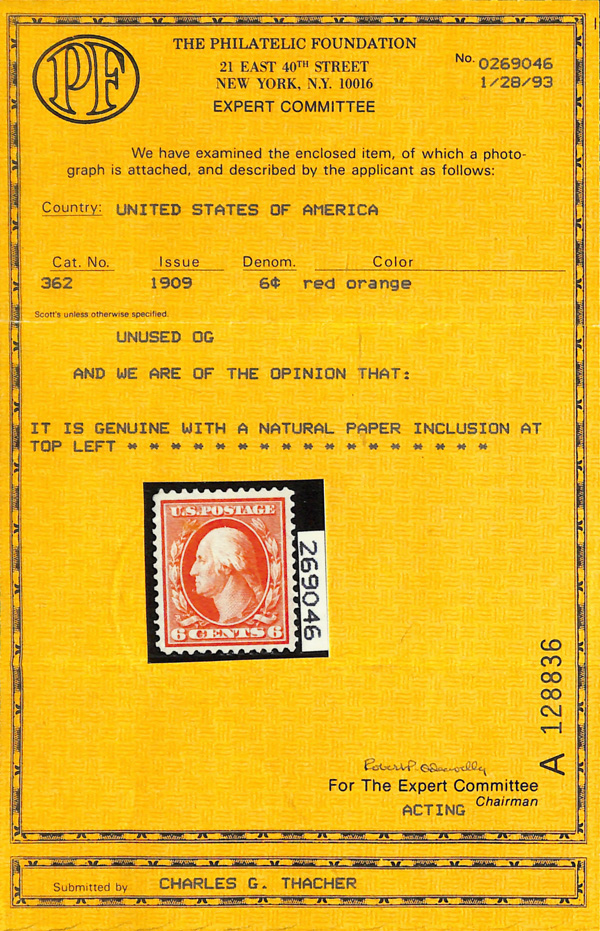 PF
THE PHILATELIC FOUNDATION
21 EAST 40TH STREET
NEW YORK, N.Y. 10016
EXPERT COMMITTEE
No. 0269046
1/28/93
We have examined the enclosed item, of which a photo-
graph is attached, and described by the applicant as follows:
Country: UNITED STATES OF AMERICA
Cat. No. Issue Denom. Color
362 1909 6¢ red orange
Scott's unless otherwise specified.
UNUSED OG
AND WE ARE OF THE OPINION THAT:
IT IS GENUINE WITH A NATURAL PAPER INCLUSION AT
TOP LEFT * * * * * * * * * * * * * * * * *
U.S. POSTAGE
6 CENTS 6
269046
A 128836
For The Expert Committee
ACTING Chairman
Submitted by CHARLES G. THACHER